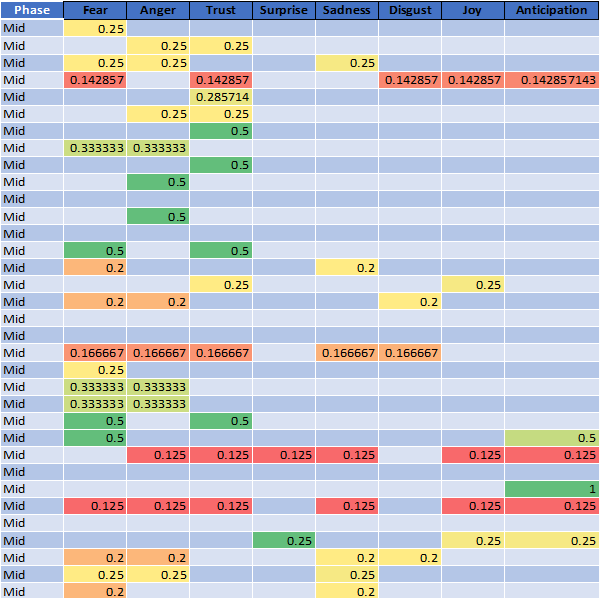 Phase Fear Anger Trust Surprise Sadness Disgust Joy Anticipation
Mid 0.25
Mid 0.25 0.25
Mid 0.25 0.25 0.25
Mid 0.142857 0.142857 0.142857 0.142857 0.142857143
Mid 0.285714
Mid 0.25 0.25
Mid 0.5
Mid 0.333333 0.333333
Mid 0.5
Mid 0.5
Mid
Mid 0.5
Mid
Mid 0.5 0.5
Mid 0.2 0.2
Mid 0.25 0.25
Mid 0.2 0.2 0.2
Mid
Mid
Mid 0.166667 0.166667 0.166667 0.166667 0.166667
Mid 0.25
Mid 0.333333 0.333333
Mid 0.333333 0.333333
Mid 0.5 0.5
Mid 0.5 0.5
Mid 0.125 0.125 0.125 0.125 0.125 0.125
Mid
Mid 1
Mid 0.125 0.125 0.125 0.125 0.125 0.125
Mid
Mid 0.25 0.25 0.25
Mid 0.2 0.2 0.2 0.2
Mid 0.25 0.25 0.25
Mid 0.2 0.2